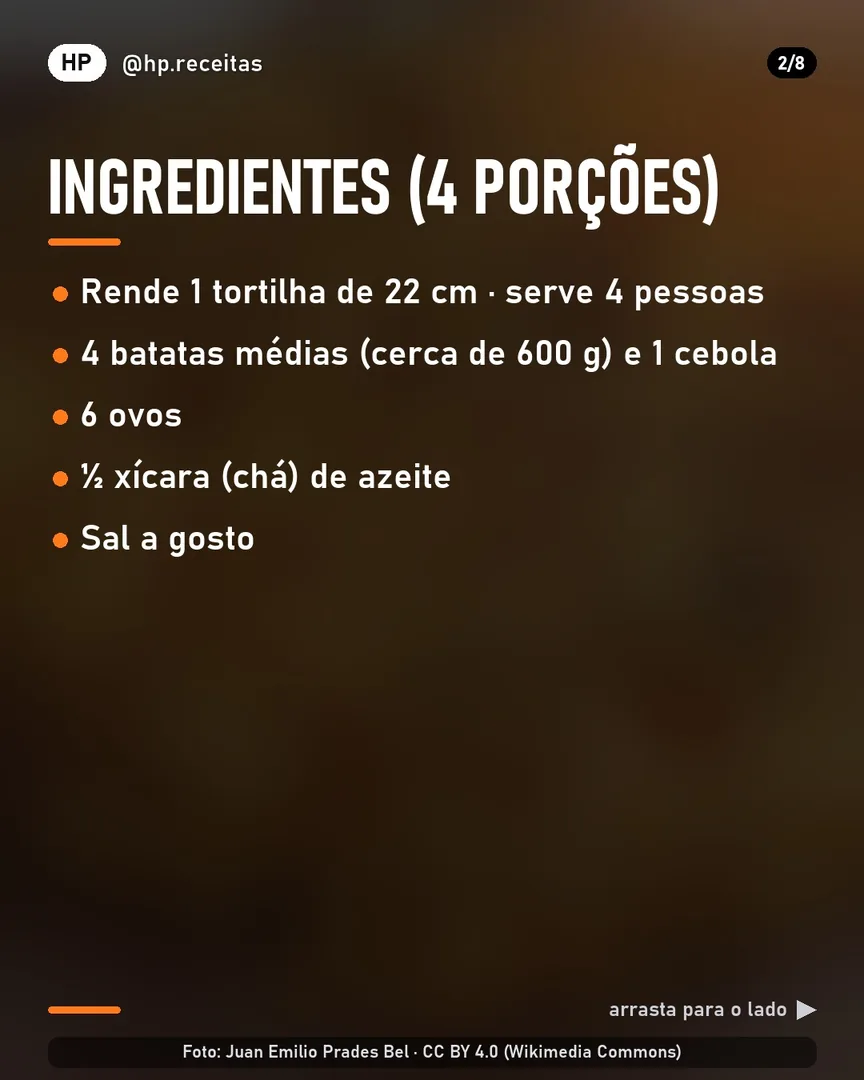 HP @hp.receitas 2/8
INGREDIENTES (4 PORÇÕES)
• Rende 1 tortilha de 22 cm · serve 4 pessoas
• 4 batatas médias (cerca de 600 g) e 1 cebola
• 6 ovos
• ½ xícara (chá) de azeite
• Sal a gosto
arrasta para o lado ▶
Foto: Juan Emilio Prades Bel · CC BY 4.0 (Wikimedia Commons)